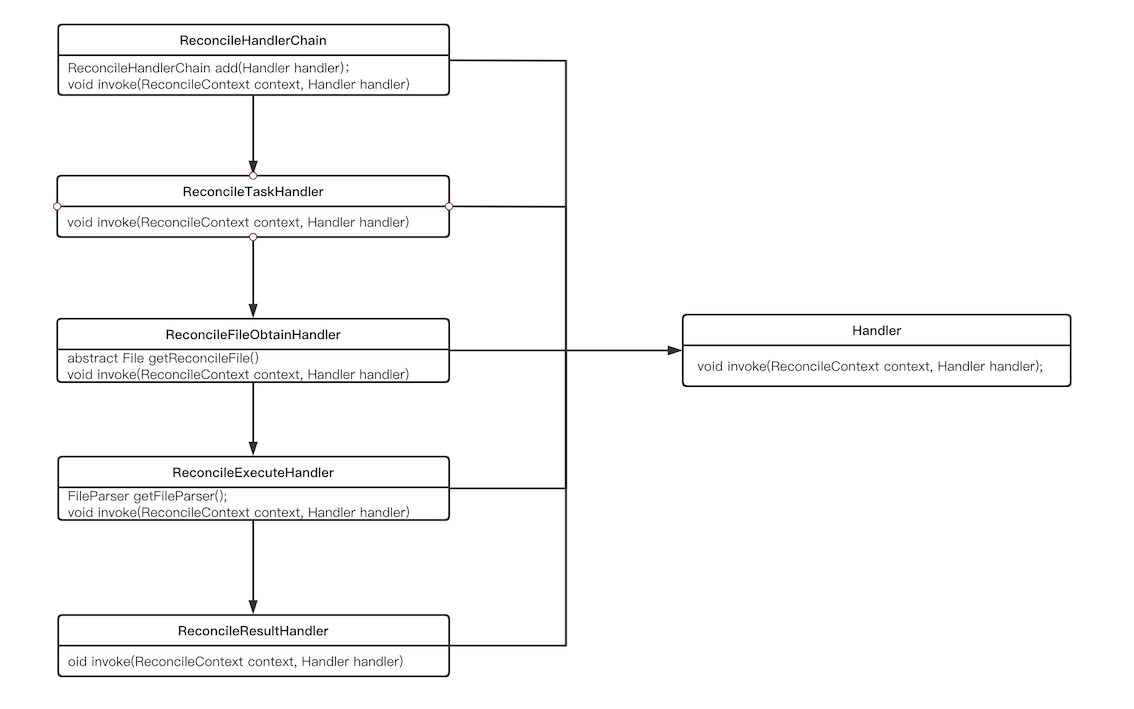 ReconcileHandlerChain
ReconcileHandlerChain add(Handler handler);
void invoke(ReconcileContext context, Handler handler)
ReconcileTaskHandler
void invoke(ReconcileContext context, Handler handler)
ReconcileFileObtainHandler
abstract File getReconcileFile()
void invoke(ReconcileContext context, Handler handler)
Handler
void invoke(ReconcileContext context, Handler handler);
ReconcileExecuteHandler
FileParser getFileParser();
void invoke(ReconcileContext context, Handler handler)
ReconcileResultHandler
oid invoke(ReconcileContext context, Handler handler)